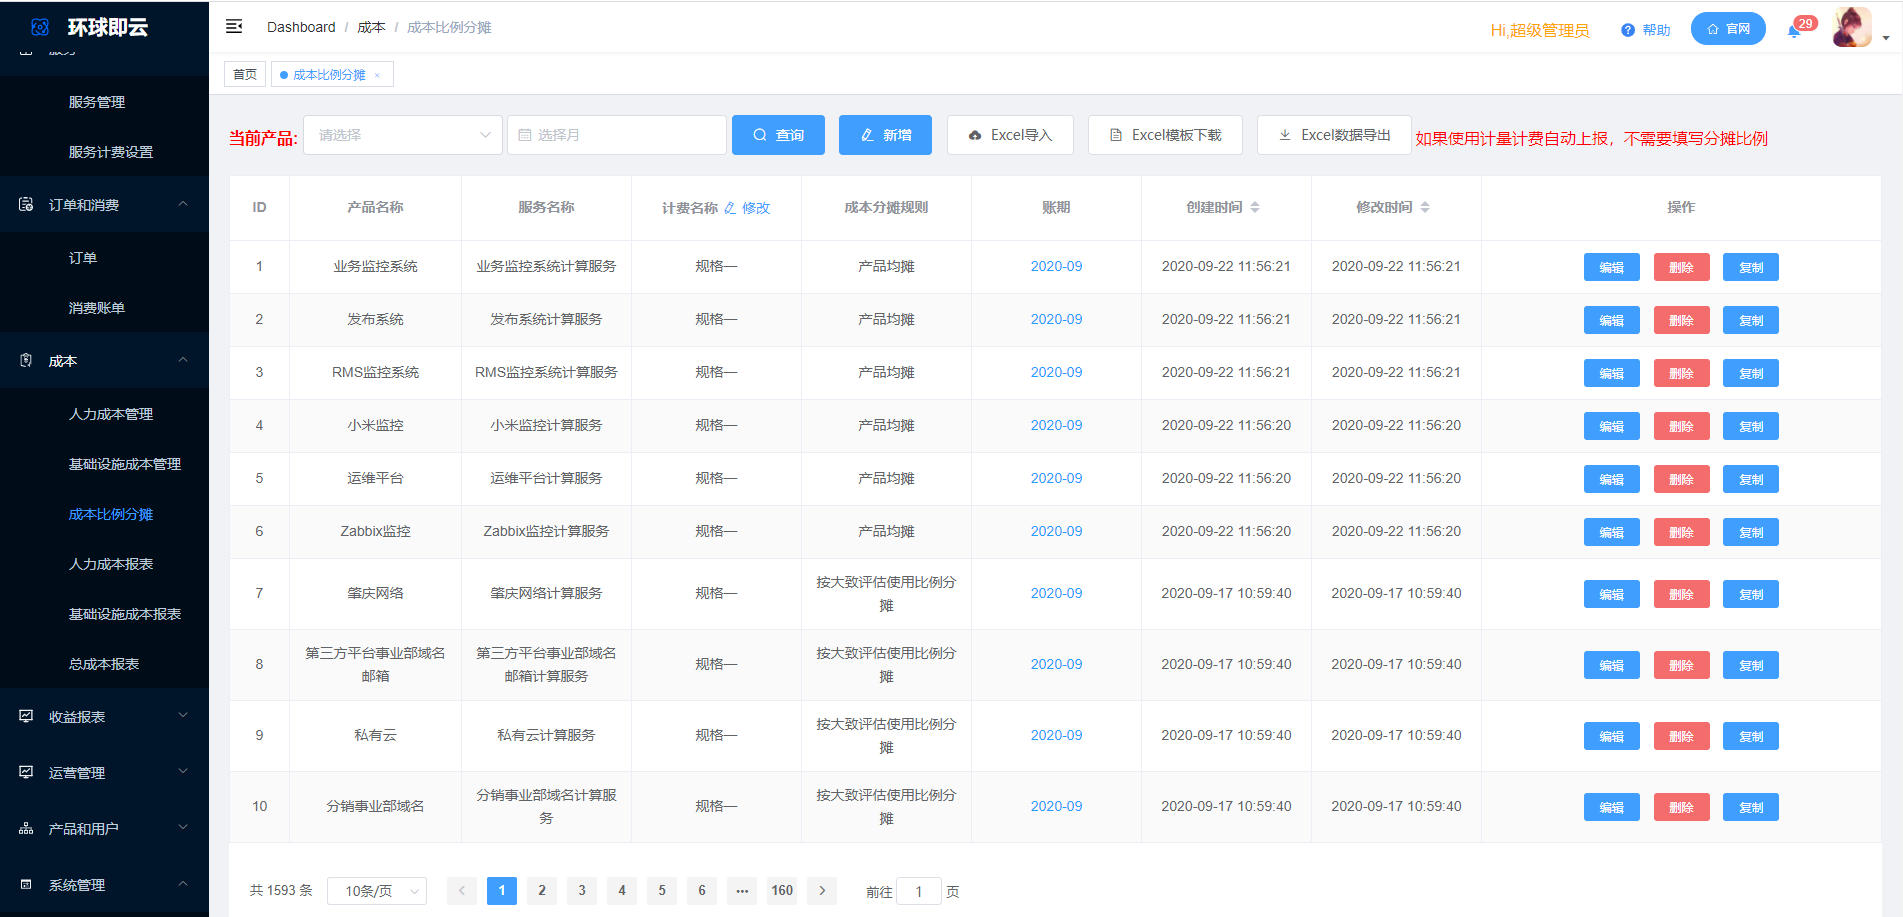 环球即云
服务
服务管理
服务计费设置
订单和消费
订单
消费账单
成本
人力成本管理
基础设施成本管理
成本比例分摊
人力成本报表
基础设施成本报表
总成本报表
收益报表
运营管理
产品和用户
系统管理
Dashboard / 成本 / 成本比例分摊
Hi,超级管理员 帮助 官网 29
首页 成本比例分摊 ×
当前产品: 请选择 选择月 查询 新增 Excel导入 Excel模板下载 Excel数据导出 如果使用计量计费自动上报，不需要填写分摊比例
ID 产品名称 服务名称 计费名称 修改 成本分摊规则 账期 创建时间 修改时间 操作
1 业务监控系统 业务监控系统计算服务 规格一 产品均摊 2020-09 2020-09-22 11:56:21 2020-09-22 11:56:21 编辑 删除 复制
2 发布系统 发布系统计算服务 规格一 产品均摊 2020-09 2020-09-22 11:56:21 2020-09-22 11:56:21 编辑 删除 复制
3 RMS监控系统 RMS监控系统计算服务 规格一 产品均摊 2020-09 2020-09-22 11:56:21 2020-09-22 11:56:21 编辑 删除 复制
4 小米监控 小米监控计算服务 规格一 产品均摊 2020-09 2020-09-22 11:56:20 2020-09-22 11:56:20 编辑 删除 复制
5 运维平台 运维平台计算服务 规格一 产品均摊 2020-09 2020-09-22 11:56:20 2020-09-22 11:56:20 编辑 删除 复制
6 Zabbix监控 Zabbix监控计算服务 规格一 产品均摊 2020-09 2020-09-22 11:56:20 2020-09-22 11:56:20 编辑 删除 复制
7 肇庆网络 肇庆网络计算服务 规格一 按大致评估使用比例分
摊 2020-09 2020-09-17 10:59:40 2020-09-17 10:59:40 编辑 删除 复制
8 第三方平台事业部域名
邮箱 第三方平台事业部域名
邮箱计算服务 规格一 按大致评估使用比例分
摊 2020-09 2020-09-17 10:59:40 2020-09-17 10:59:40 编辑 删除 复制
9 私有云 私有云计算服务 规格一 按大致评估使用比例分
摊 2020-09 2020-09-17 10:59:40 2020-09-17 10:59:40 编辑 删除 复制
10 分销事业部域名 分销事业部域名计算服
务 规格一 按大致评估使用比例分
摊 2020-09 2020-09-17 10:59:40 2020-09-17 10:59:40 编辑 删除 复制
共 1593 条 10条/页 1 2 3 4 5 6 ••• 160 前往 1 页